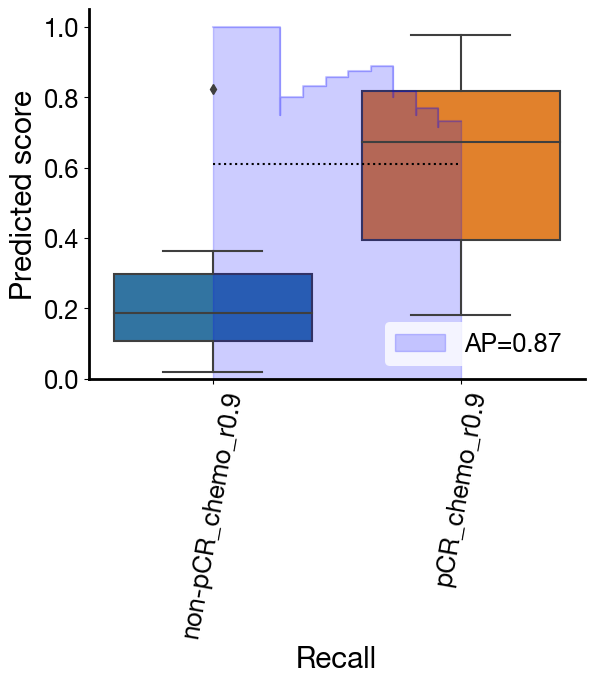 Predicted score
1.0
0.8
0.6
0.4
0.2
0.0
AP=0.87
non-pCR_chemo_r0.9
pCR_chemo_r0.9
Recall